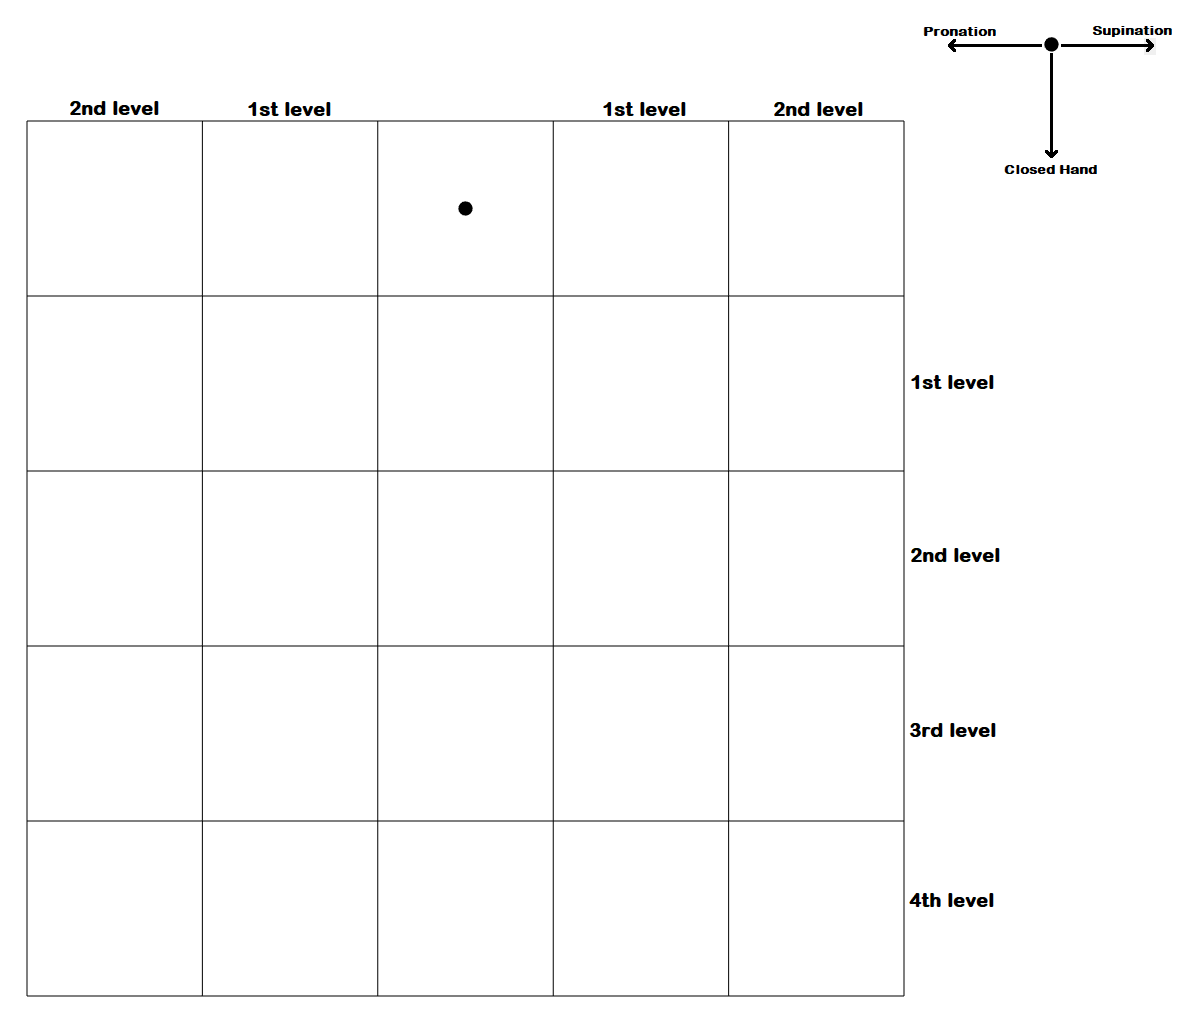 Pronation
Supination
Closed Hand
2nd level
1st level
1st level
2nd level
1st level
2nd level
3rd level
4th level